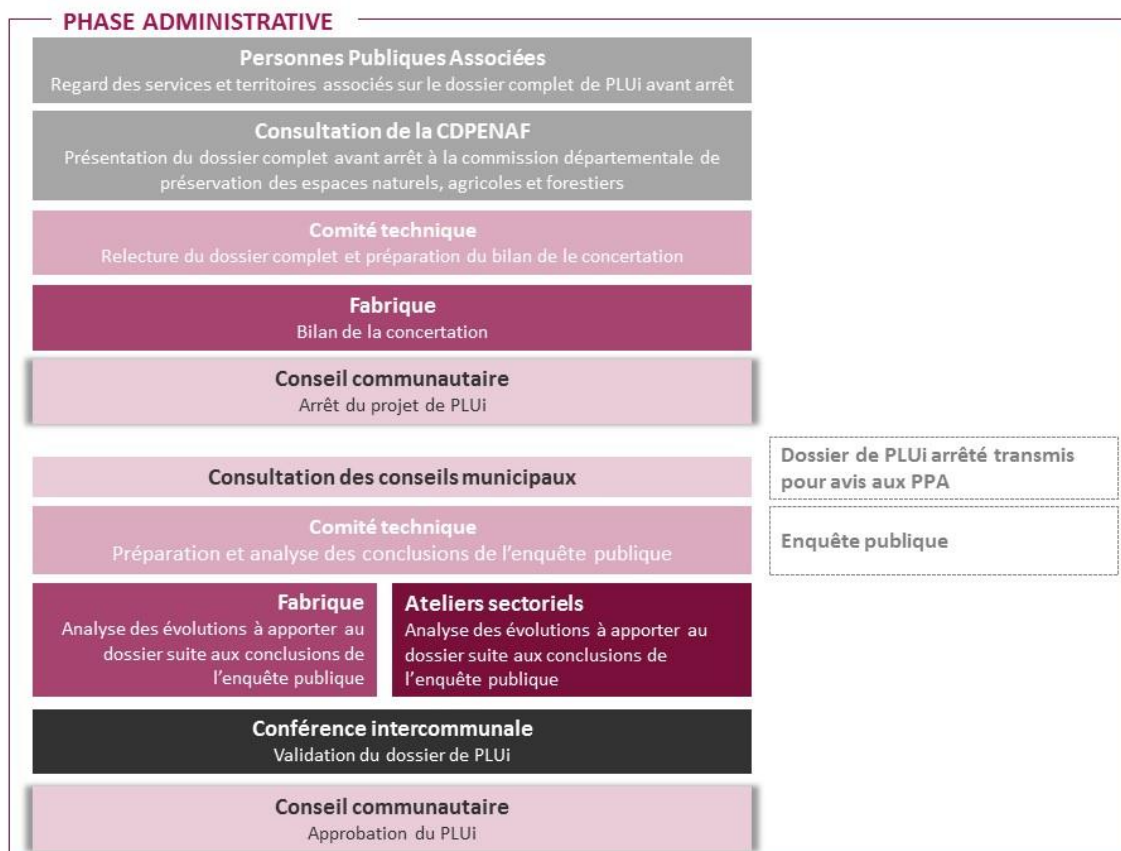 PHASE ADMINISTRATIVE
Personnes Publiques Associées
Regard des services et territoires associés sur le dossier complet de PLUi avant arrêt
Consultation de la CDPENAF
Présentation du dossier complet avant arrêt à la commission départementale de
préservation des espaces naturels, agricoles et forestiers
Comité technique
Relecture du dossier complet et préparation du bilan de le concertation
Fabrique
Bilan de la concertation
Conseil communautaire
Arrêt du projet de PLUi
Consultation des conseils municipaux
Dossier de PLUi arrêté transmis
pour avis aux PPA
Comité technique
Préparation et analyse des conclusions de l'enquête publique
Enquête publique
Fabrique
Analyse des évolutions à apporter au
dossier suite aux conclusions de
l'enquête publique
Ateliers sectoriels
Analyse des évolutions à apporter au
dossier suite aux conclusions de
l'enquête publique
Conférence intercommunale
Validation du dossier de PLUi
Conseil communautaire
Approbation du PLUi